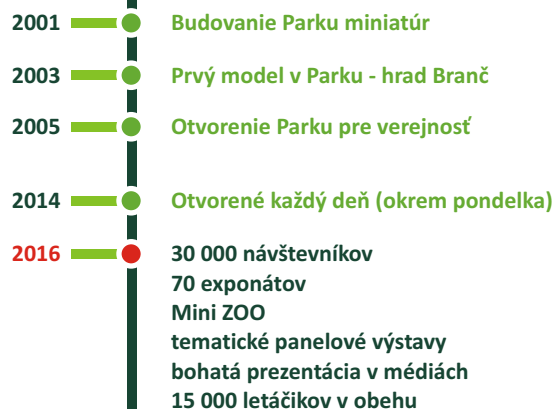 2001 Budovanie Parku miniatúr
2003 Prvý model v Parku - hrad Branč
2005 Otvorenie Parku pre verejnosť
2014 Otvorené každý deň (okrem pondelka)
2016 30 000 návštevníkov
70 exponátov
Mini ZOO
tematické panelové výstavy
bohatá prezentácia v médiách
15 000 letáčikov v obehu